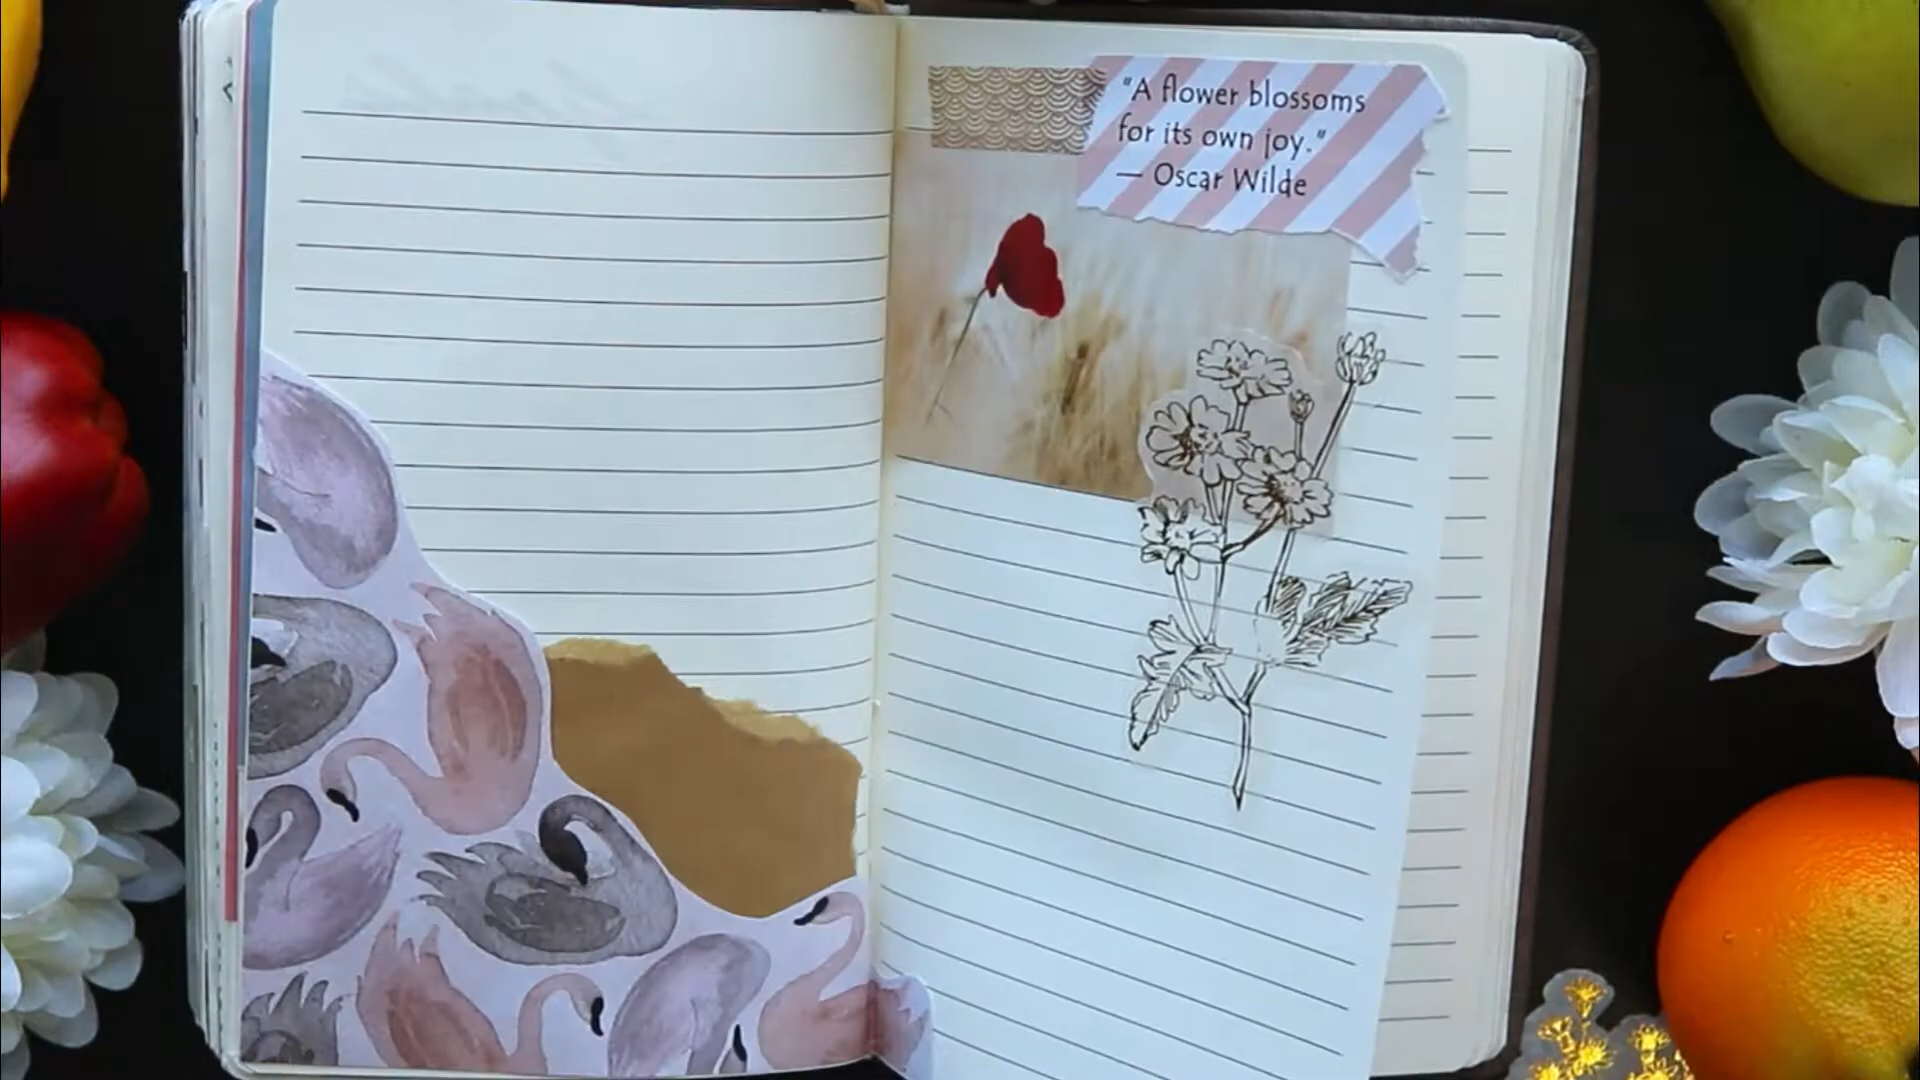 "A flower blossoms
for its own joy."
— Oscar Wilde